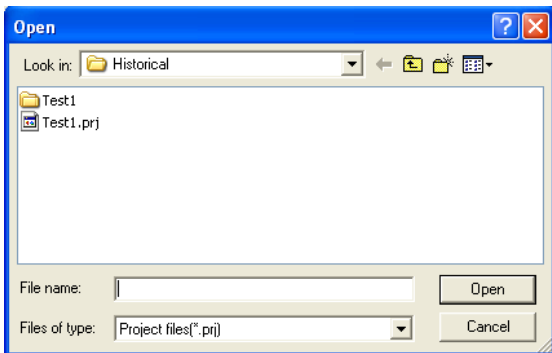 Open
Look in: Historical
Test1
Test1.prj
File name: Open
Files of type: Project files(*.prj) Cancel